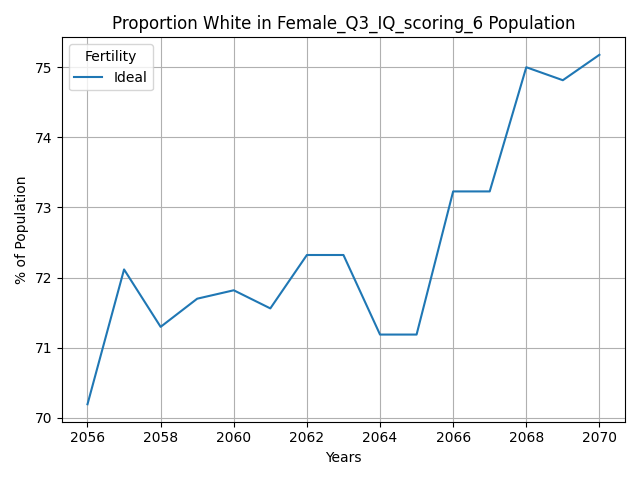 Proportion White in Female_Q3_IQ_scoring_6 Population
Fertility
Ideal
% of Population
75
74
73
72
71
70
2056 2058 2060 2062 2064 2066 2068 2070
Years